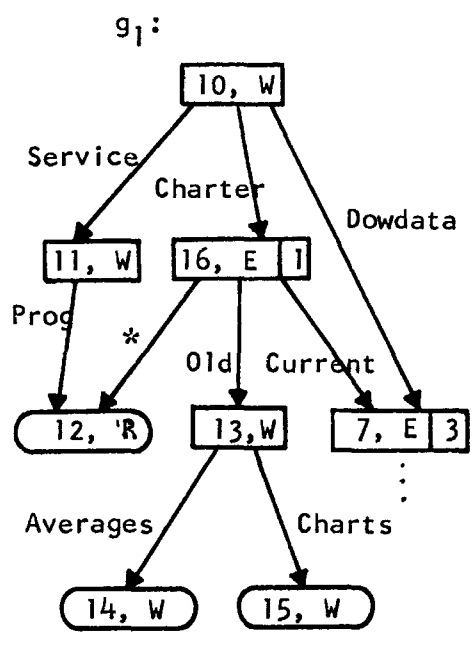 g1:
10, W
Service
Charter
Dowdata
11, W
16, E 1
Prog
*
Old
Current
12, 'R
13,W
7, E 3
Averages
Charts
14, W
15, W